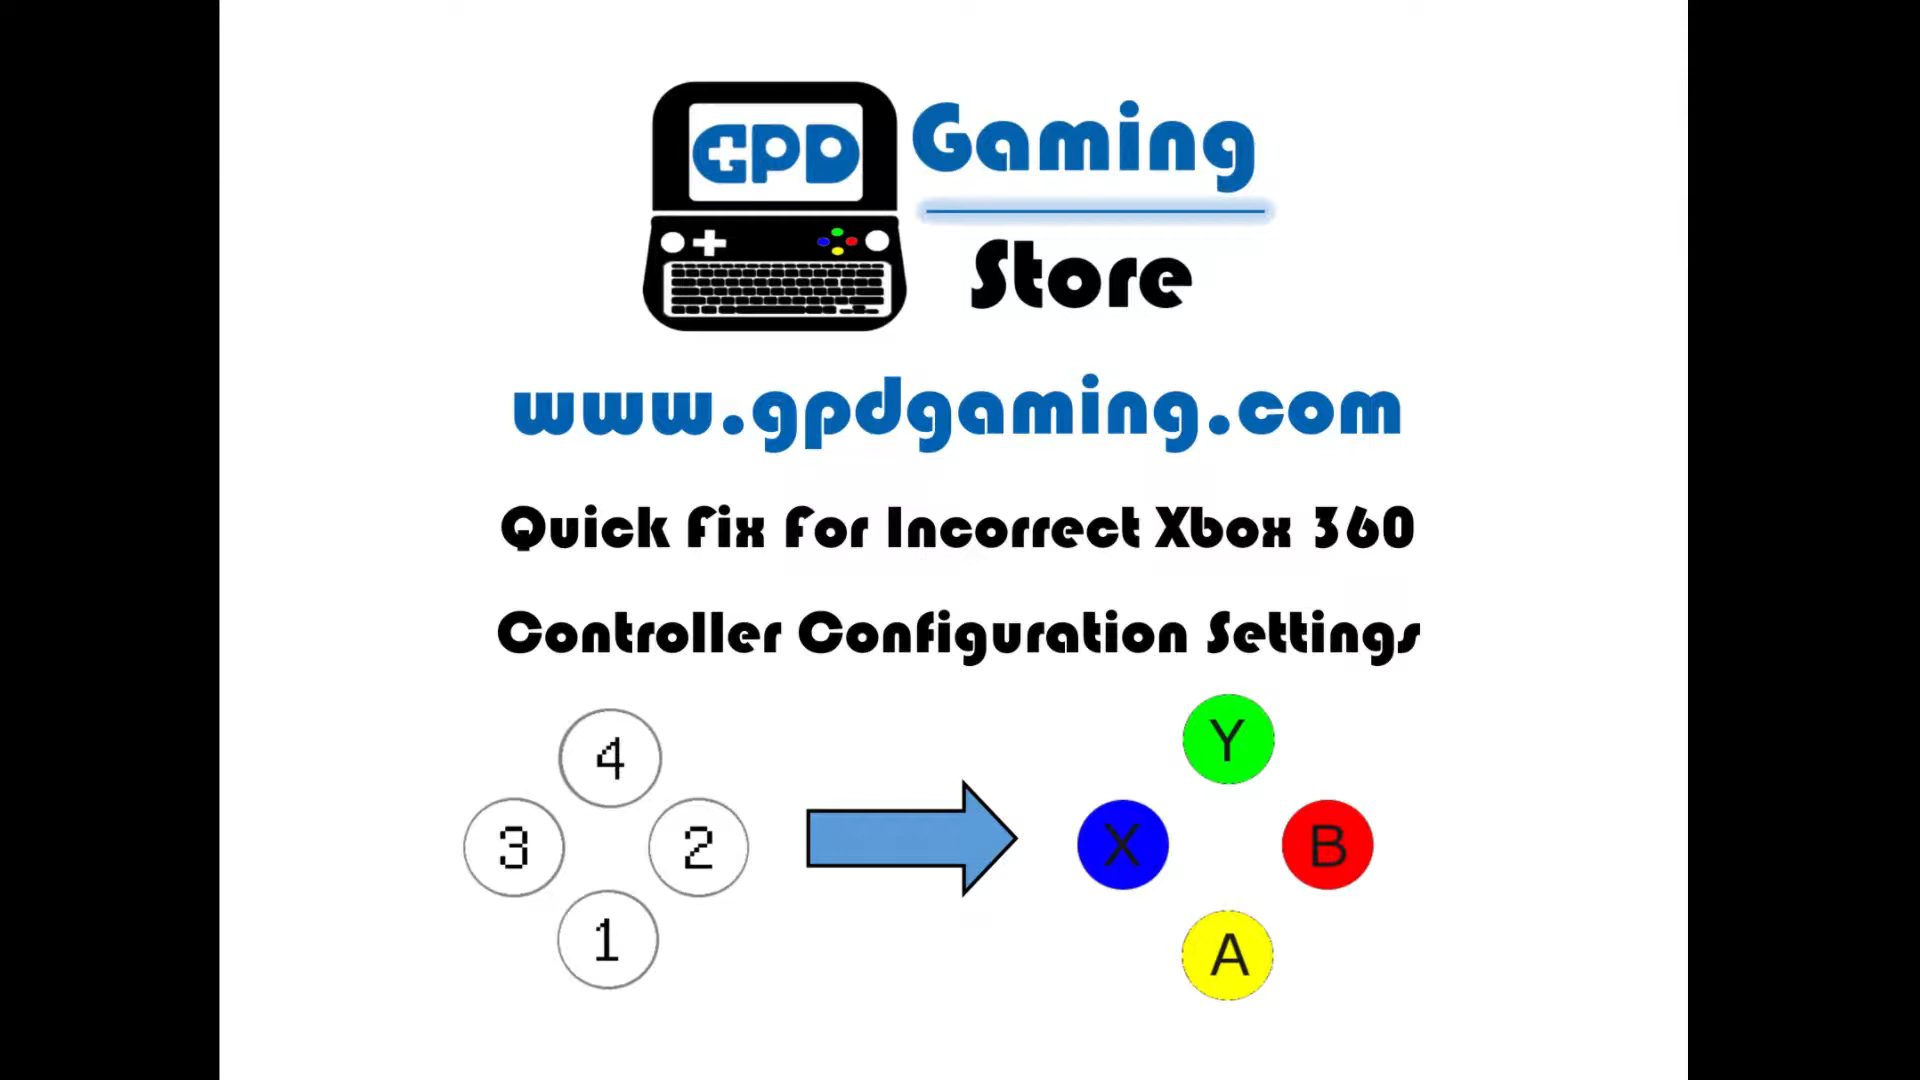 GPD Gaming
Store
www.gpdgaming.com
Quick Fix For Incorrect Xbox 360
Controller Configuration Settings
4
3 2
1
Y
X B
A